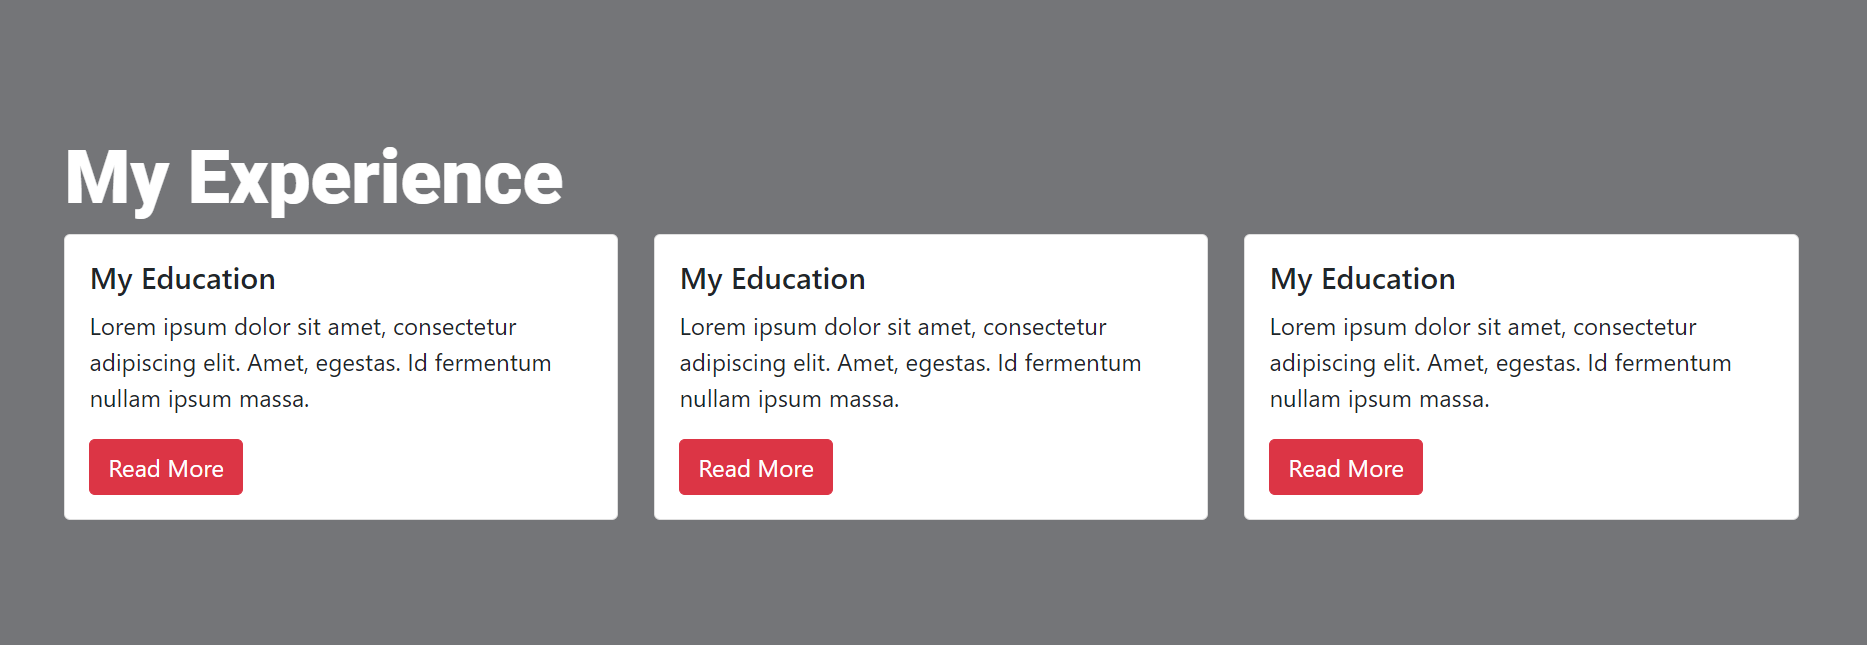 My Experience
My Education
Lorem ipsum dolor sit amet, consectetur
adipiscing elit. Amet, egestas. Id fermentum
nullam ipsum massa.
Read More
My Education
Lorem ipsum dolor sit amet, consectetur
adipiscing elit. Amet, egestas. Id fermentum
nullam ipsum massa.
Read More
My Education
Lorem ipsum dolor sit amet, consectetur
adipiscing elit. Amet, egestas. Id fermentum
nullam ipsum massa.
Read More